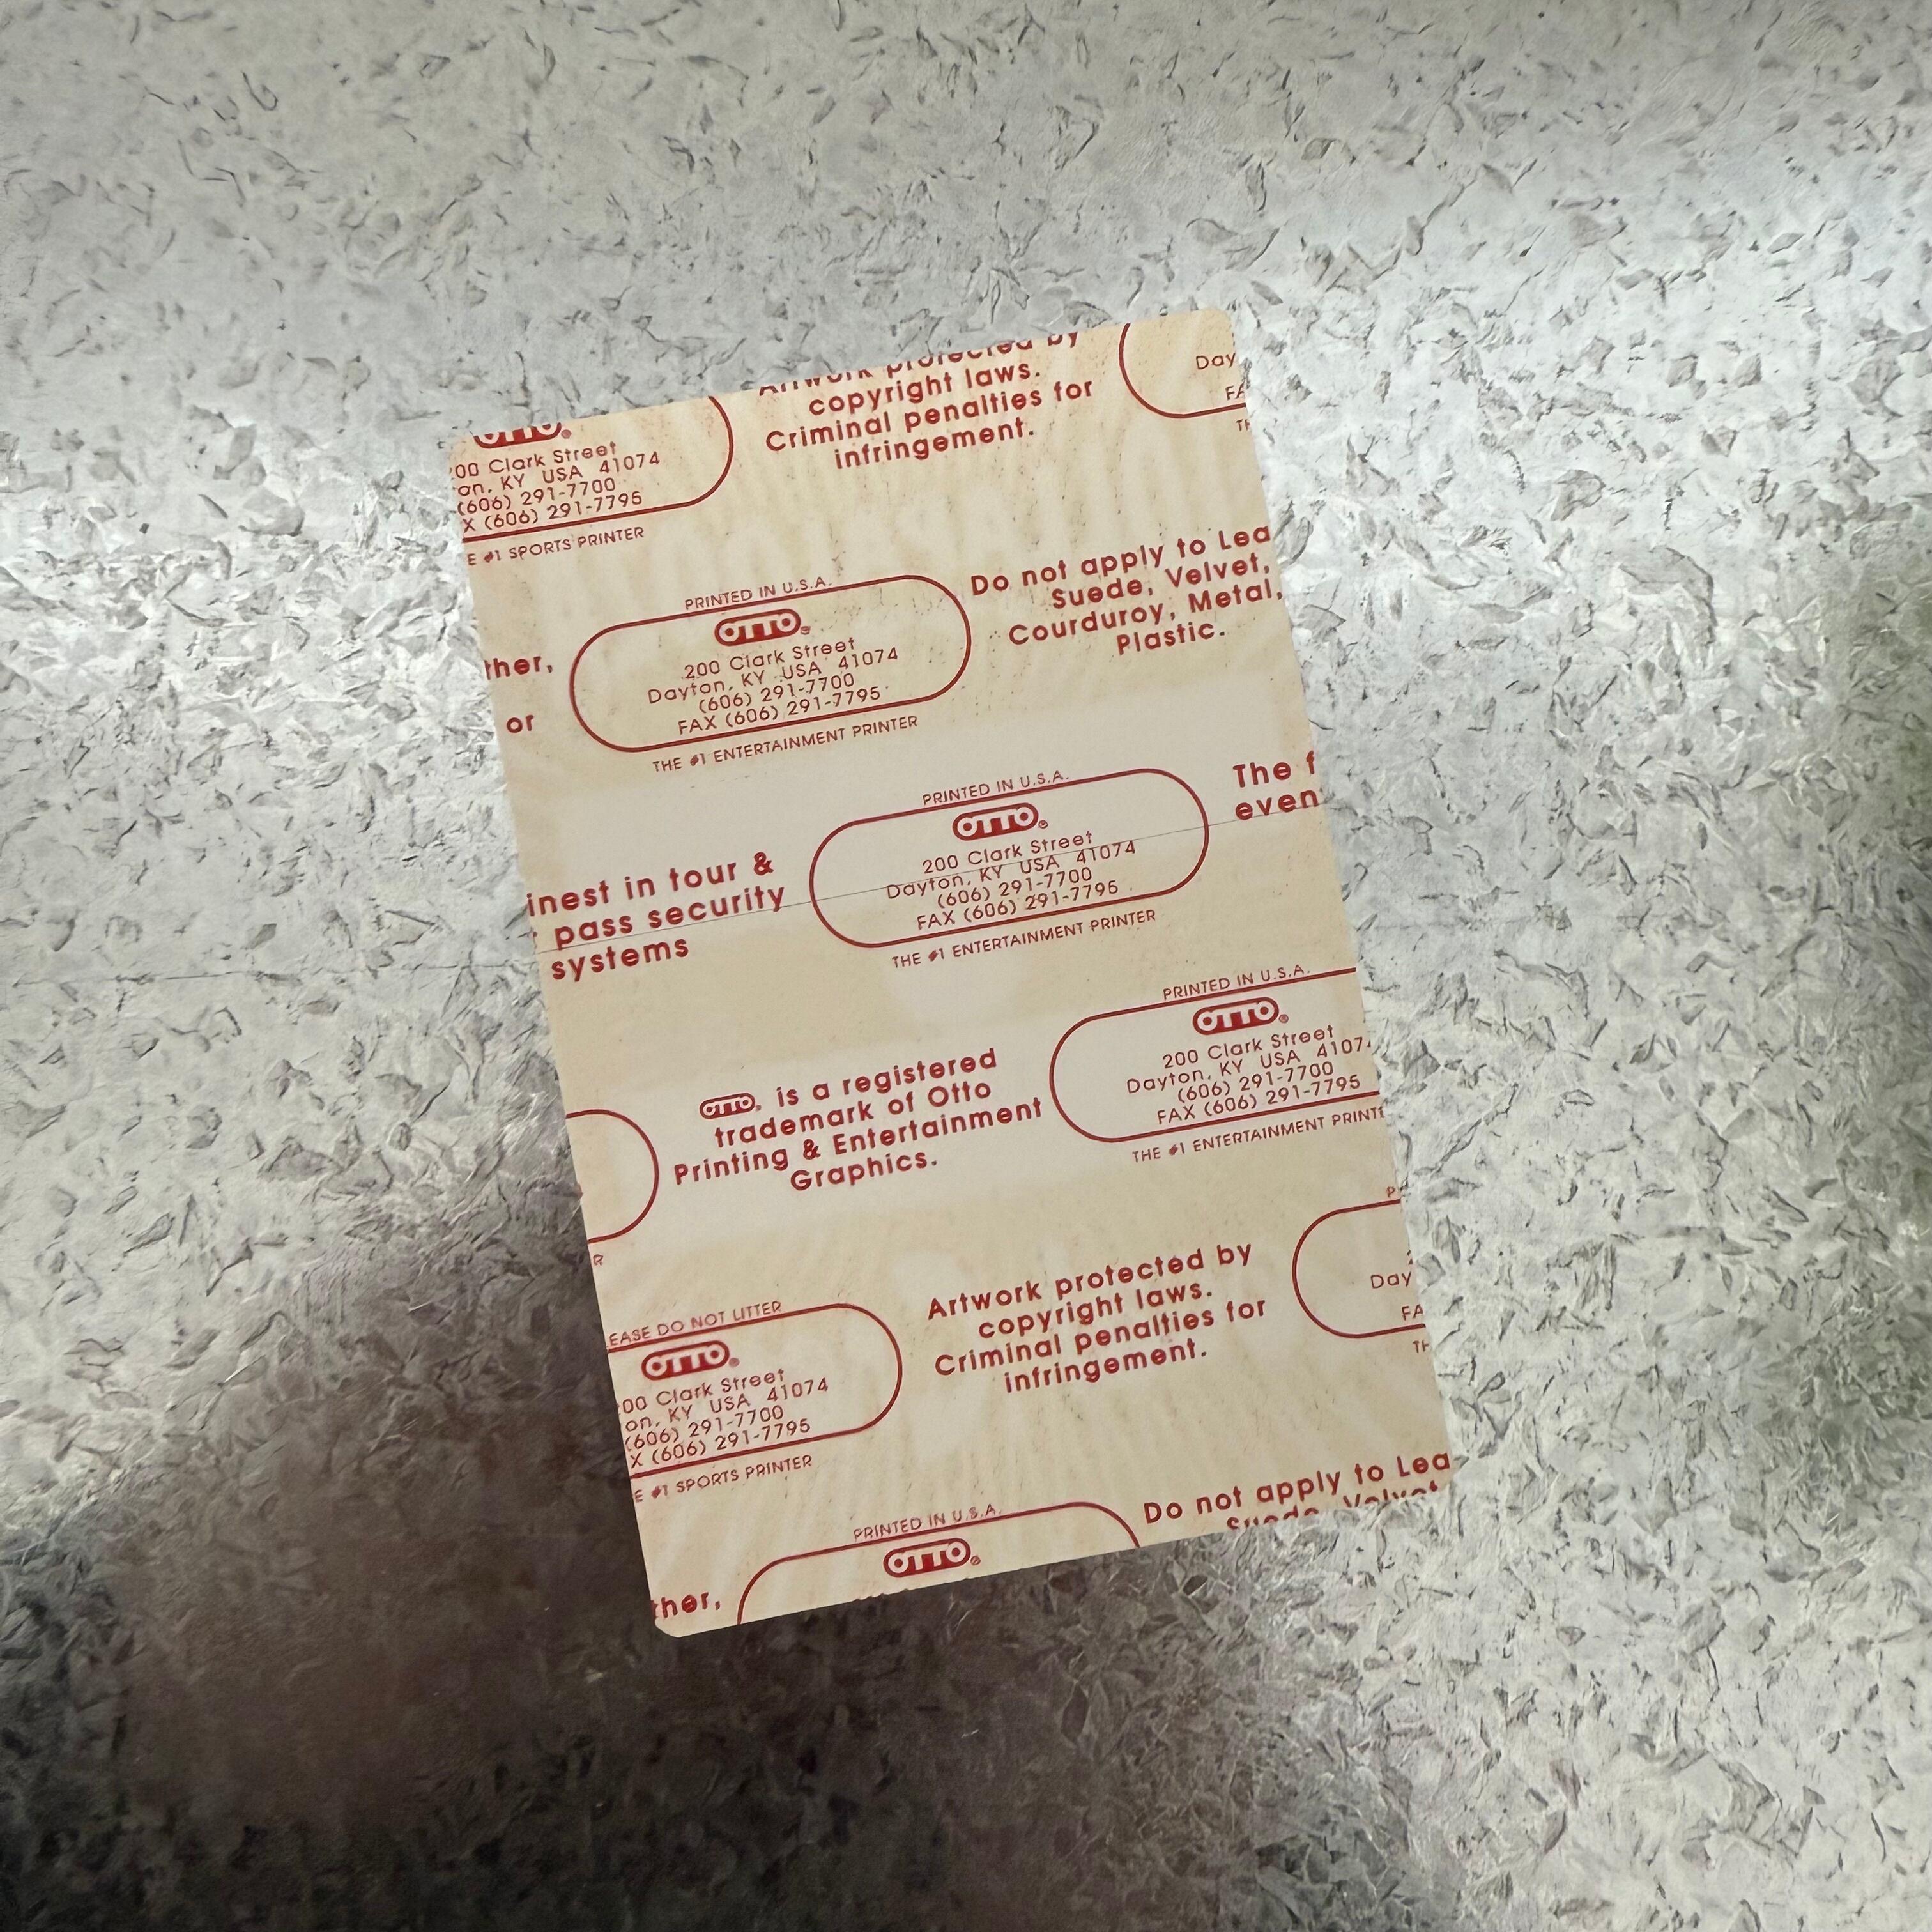 OTTO®
00 Clark Street
on, KY USA 41074
(606) 291-7700
X (606) 291-7795
E #1 SPORTS PRINTER
Artwork protected by
copyright laws.
Criminal penalties for
infringement.
Day
FA
TH
ther,
or
PRINTED IN U.S.A.
OTTO®
200 Clark Street
Dayton, KY USA 41074
(606) 291-7700
FAX (606) 291-7795
THE #1 ENTERTAINMENT PRINTER
Do not apply to Lea
Suede, Velvet,
Courduroy, Metal,
Plastic.
inest in tour &
pass security
systems
PRINTED IN U.S.A.
OTTO®
200 Clark Street
Dayton, KY USA 41074
(606) 291-7700
FAX (606) 291-7795
THE #1 ENTERTAINMENT PRINTER
The f
even
R
OTTO® is a registered
trademark of Otto
Printing & Entertainment
Graphics.
PRINTED IN U.S.A.
OTTO®
200 Clark Street
Dayton, KY USA 4107
(606) 291-7700
FAX (606) 291-7795
THE #1 ENTERTAINMENT PRINTE
EASE DO NOT LITTER
OTTO®
00 Clark Street
on, KY USA 41074
(606) 291-7700
X (606) 291-7795
E #1 SPORTS PRINTER
Artwork protected by
copyright laws.
Criminal penalties for
infringement.
P
Day
FA
TH
ther,
PRINTED IN U.S.A.
OTTO®
Do not apply to Lea
Suede, Velvet